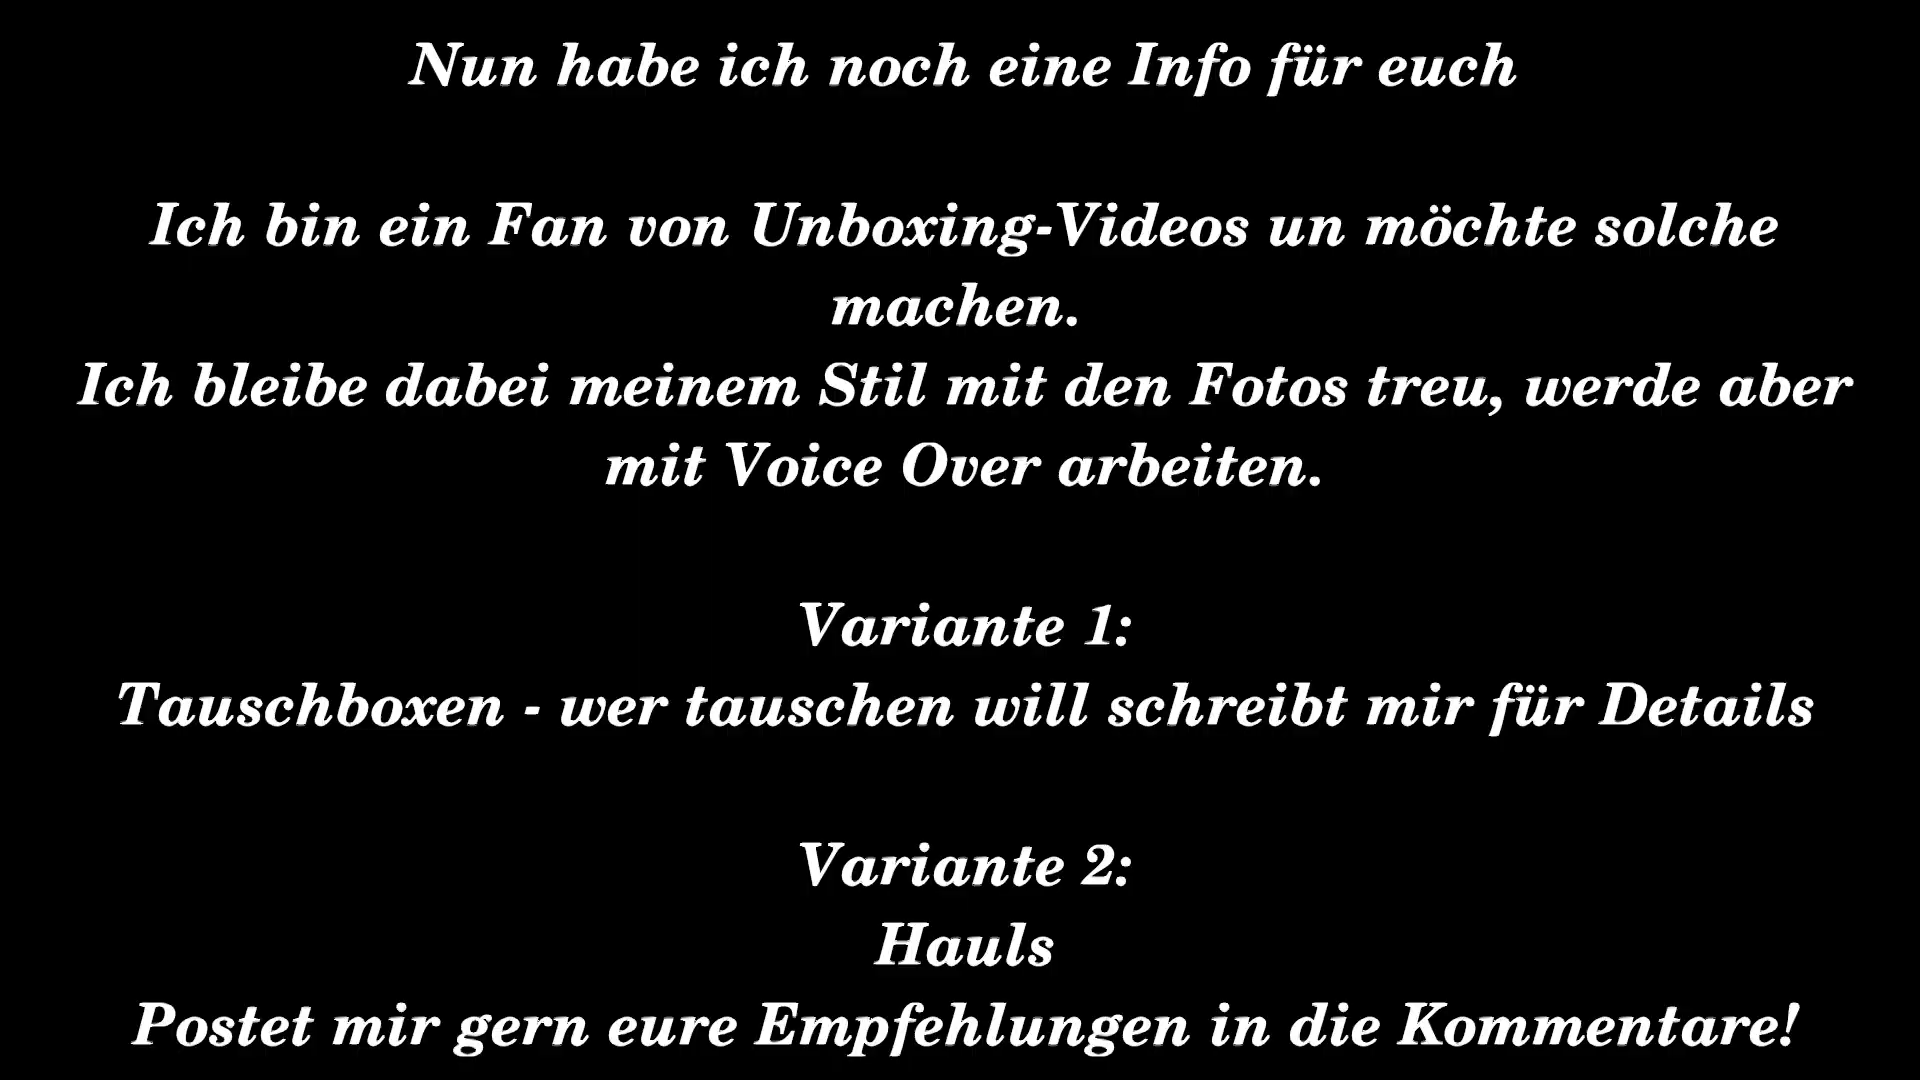 Nun habe ich noch eine Info für euch
Ich bin ein Fan von Unboxing-Videos un möchte solche
machen.
Ich bleibe dabei meinem Stil mit den Fotos treu, werde aber
mit Voice Over arbeiten.
Variante 1:
Tauschboxen - wer tauschen will schreibt mir für Details
Variante 2:
Hauls
Postet mir gern eure Empfehlungen in die Kommentare!